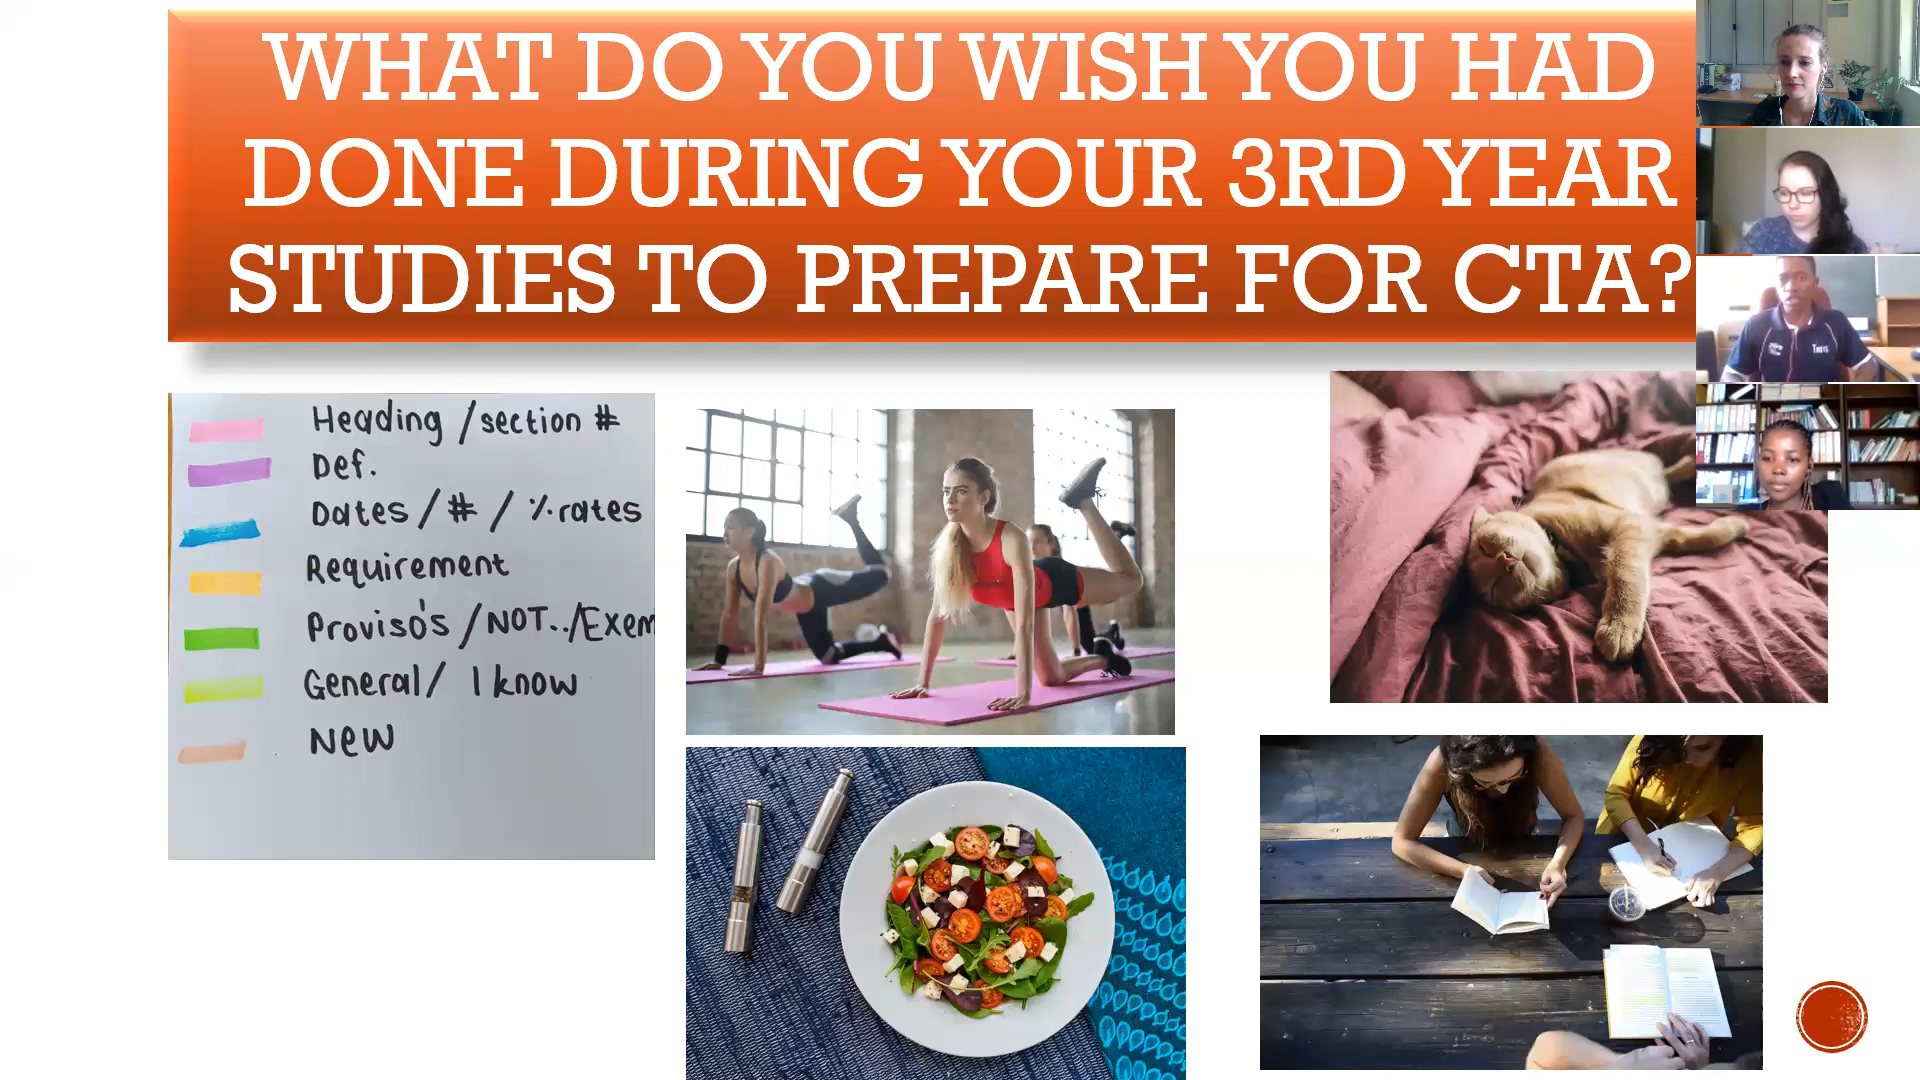 WHAT DO YOU WISH YOU HAD
DONE DURING YOUR 3RD YEAR
STUDIES TO PREPARE FOR CTA?
Heading / section #
Def.
Dates / # / % rates
Requirement
Proviso's / NOT.. / Exem
General / I know
New